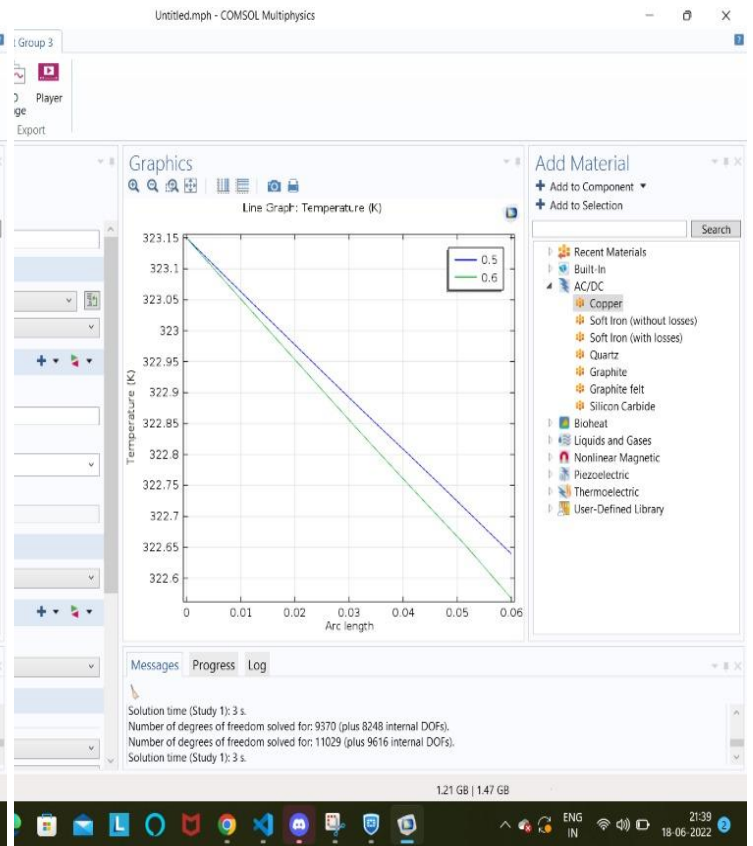 Untitled.mph - COMSOL Multiphysics
Group 3
Player
Export
Graphics
Line Graph: Temperature (K)
323.15
323.1
323.05
323
322.95
322.9
322.85
322.8
322.75
322.7
322.65
322.6
Temperature (K)
0.5
0.6
0 0.01 0.02 0.03 0.04 0.05 0.06
Arc length
Add Material
Add to Component
Add to Selection
Search
Recent Materials
Built-In
AC/DC
Copper
Soft Iron (without losses)
Soft Iron (with losses)
Quartz
Graphite
Graphite felt
Silicon Carbide
Bioheat
Liquids and Gases
Nonlinear Magnetic
Piezoelectric
Thermoelectric
User-Defined Library
Messages Progress Log
Solution time (Study 1): 3 s.
Number of degrees of freedom solved for: 9370 (plus 8248 internal DOFs).
Number of degrees of freedom solved for: 11029 (plus 9616 internal DOFs).
Solution time (Study 1): 3 s.
1.21 GB | 1.47 GB
ENG
IN
21:39
18-06-2022
2